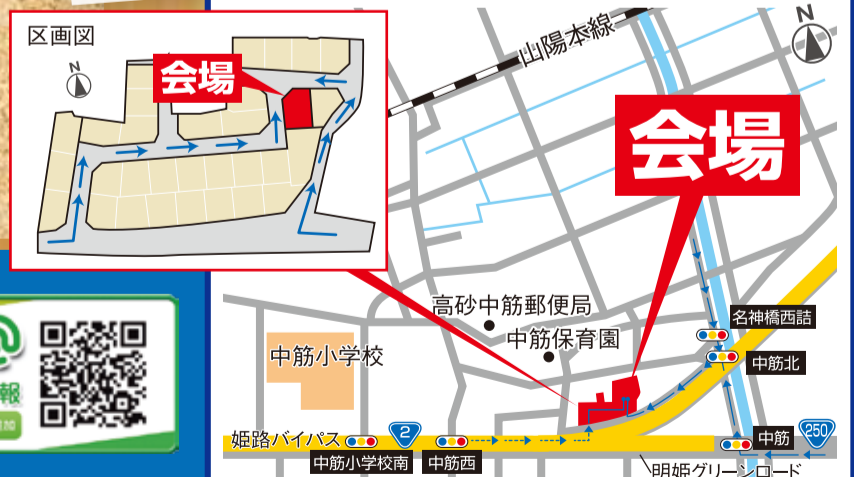 区画図
N
会場
N
山陽本線
会場
高砂中筋郵便局
中筋保育園
中筋小学校
名神橋西詰
中筋北
姫路バイパス
2
中筋小学校南
中筋西
中筋
250
明姫グリーンロード
@
報